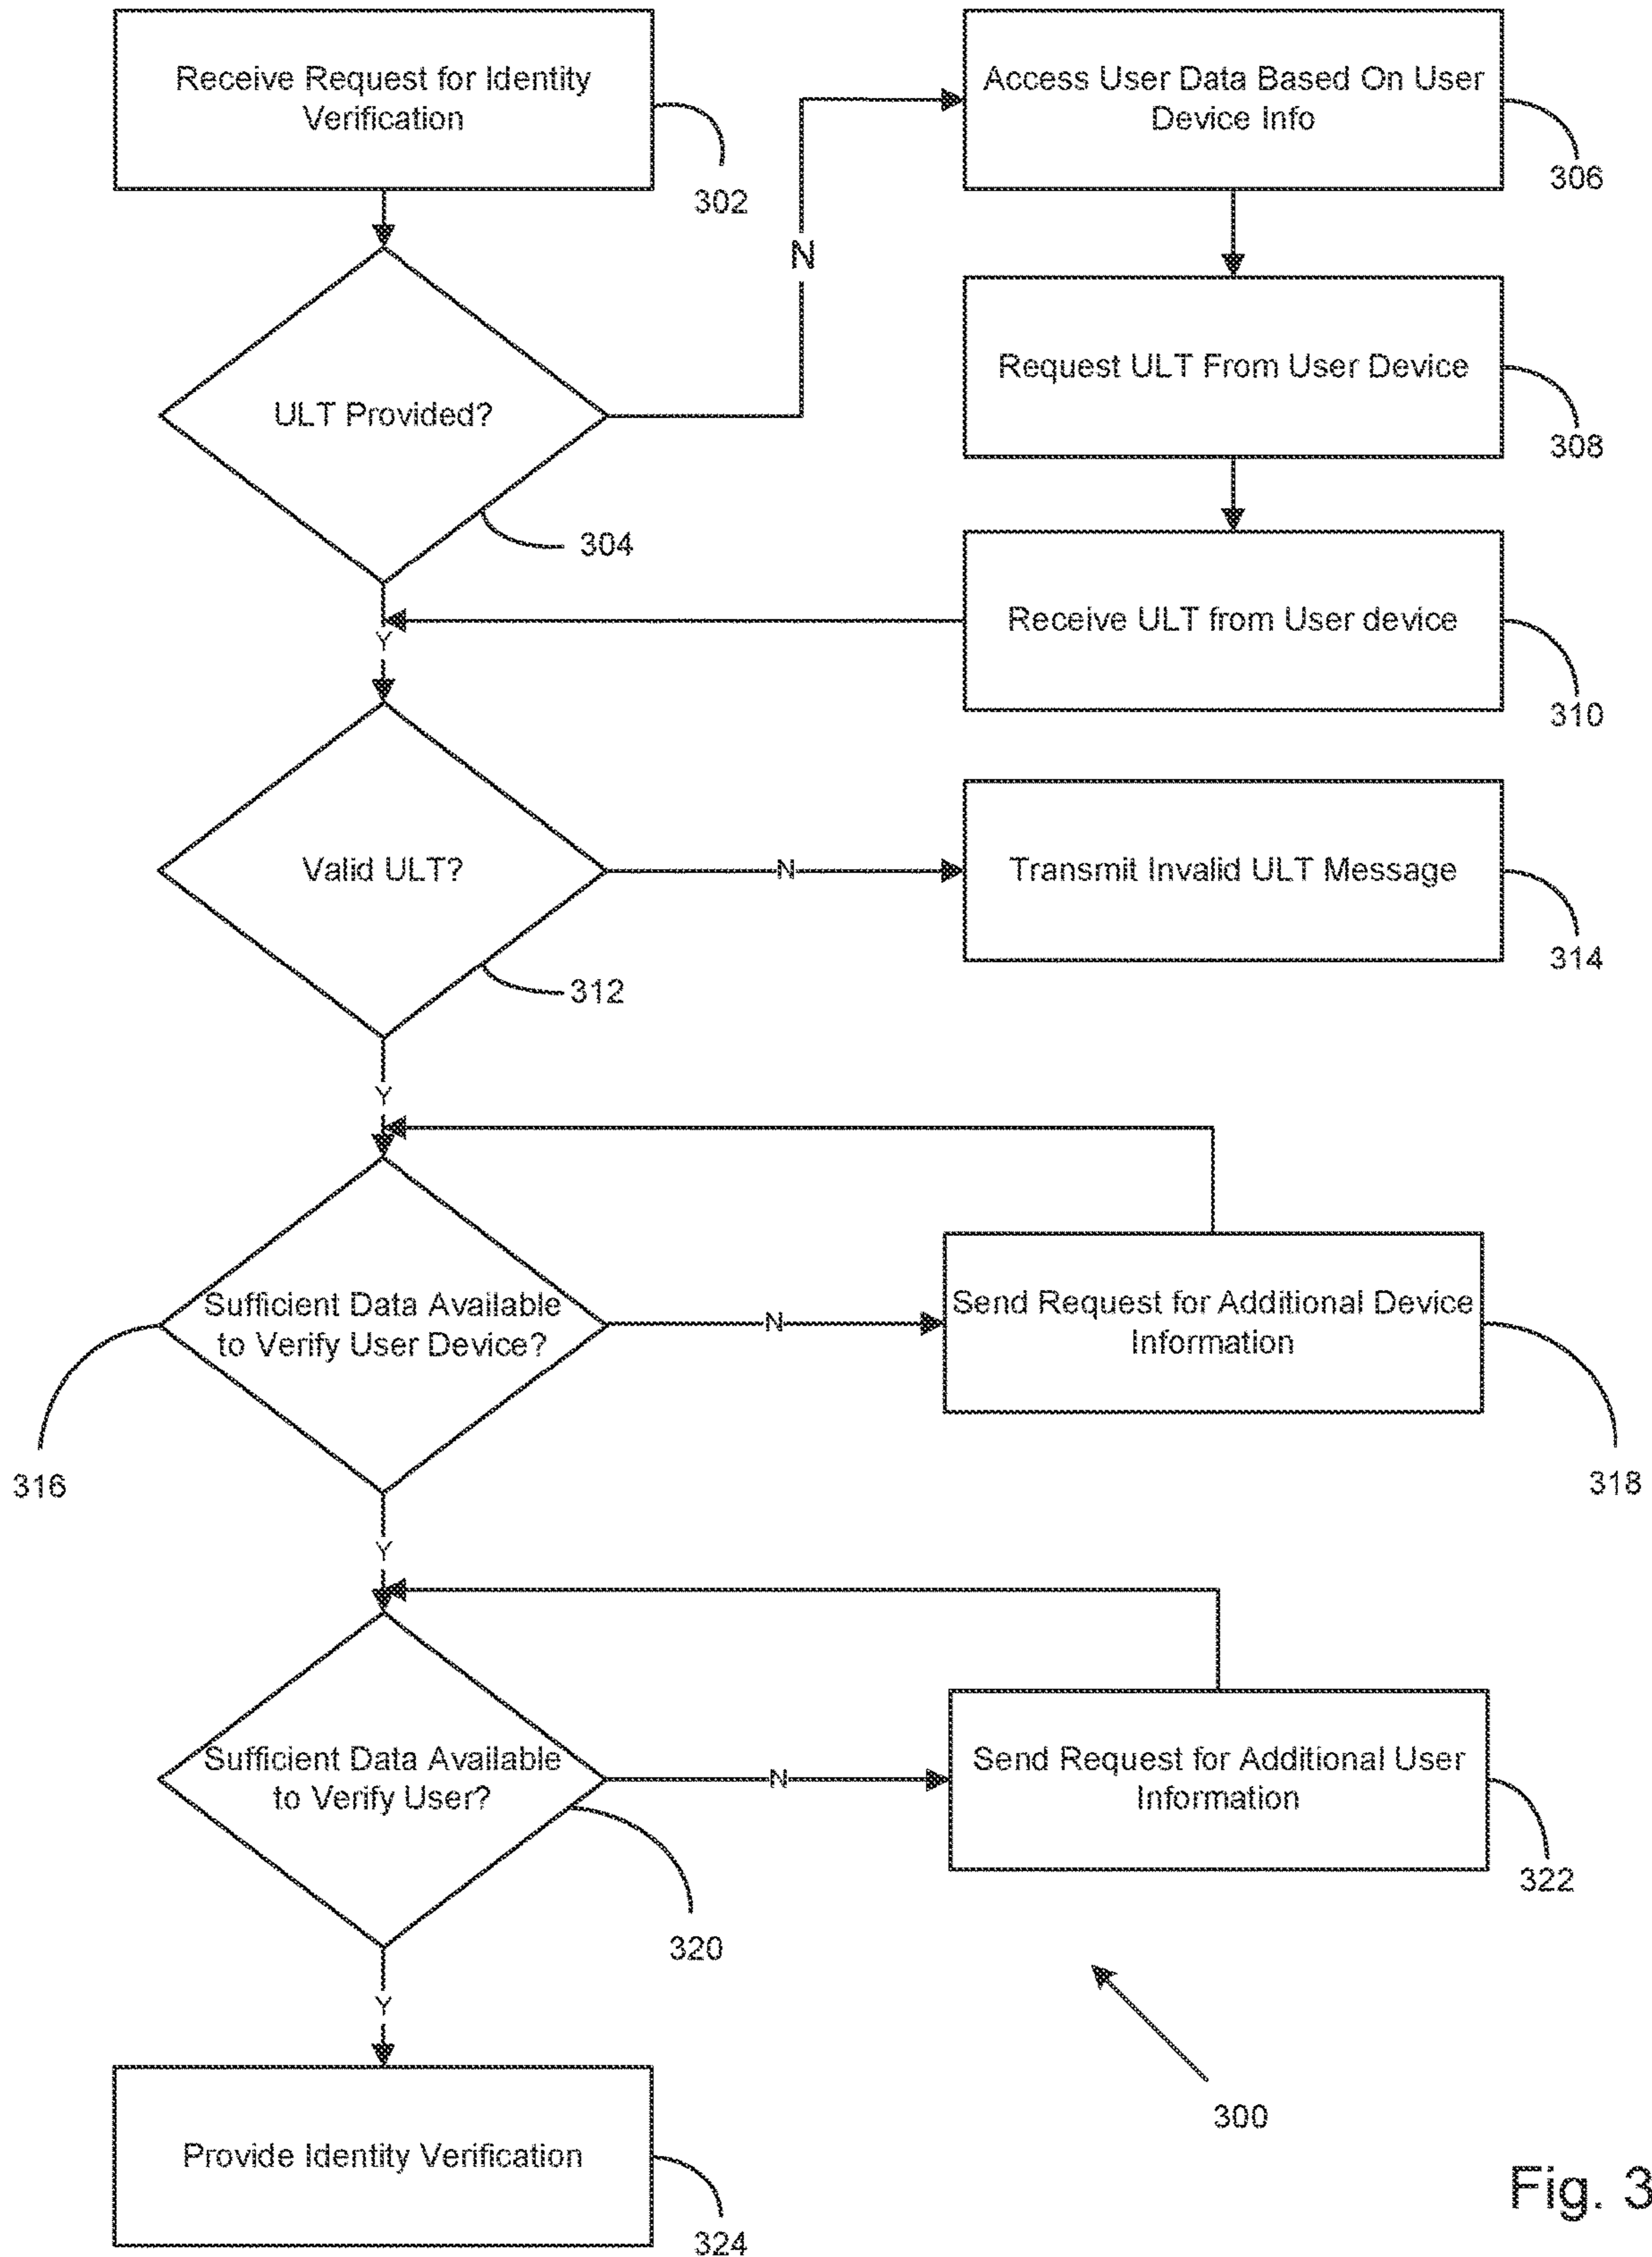 Receive Request for Identity
Verification
302
Access User Data Based On User
Device Info
306
N
ULT Provided?
304
Request ULT From User Device
308
Receive ULT from User device
310
Y
Valid ULT?
312
N
Transmit Invalid ULT Message
314
Y
Sufficient Data Available
to Verify User Device?
316
N
Send Request for Additional Device
Information
318
Y
Sufficient Data Available
to Verify User?
320
N
Send Request for Additional User
Information
322
Y
300
Provide Identity Verification
324
Fig. 3